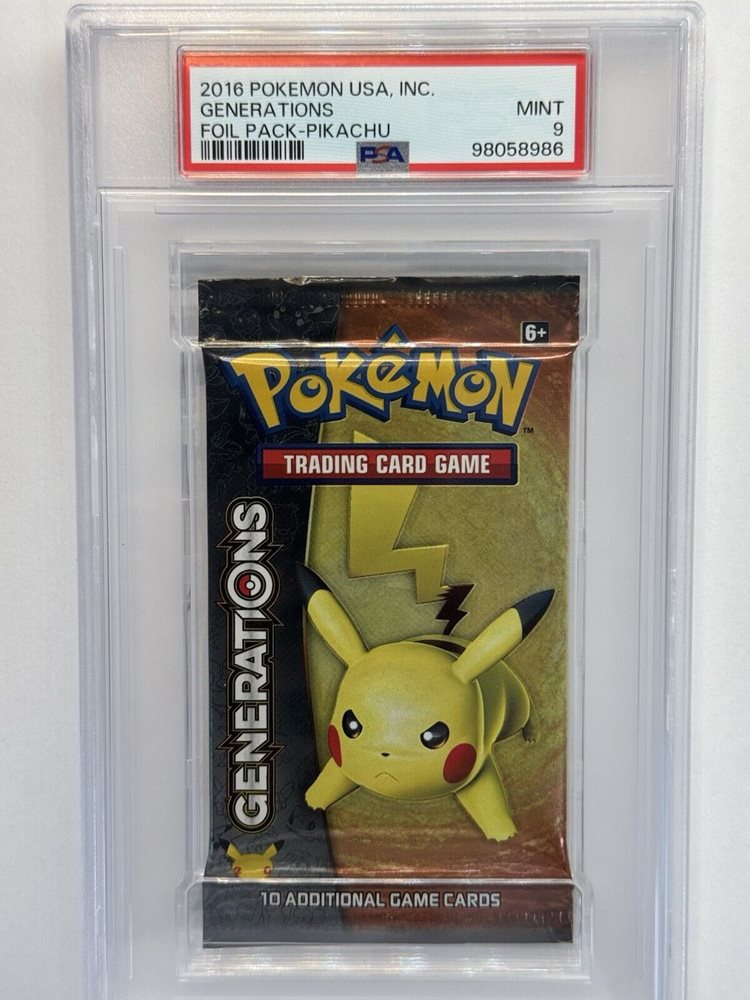 2016 POKEMON USA, INC.
GENERATIONS MINT
FOIL PACK-PIKACHU 9
PSA 98058986
6+
POKéMON
TM
TRADING CARD GAME
GENERATIONS
10 ADDITIONAL GAME CARDS